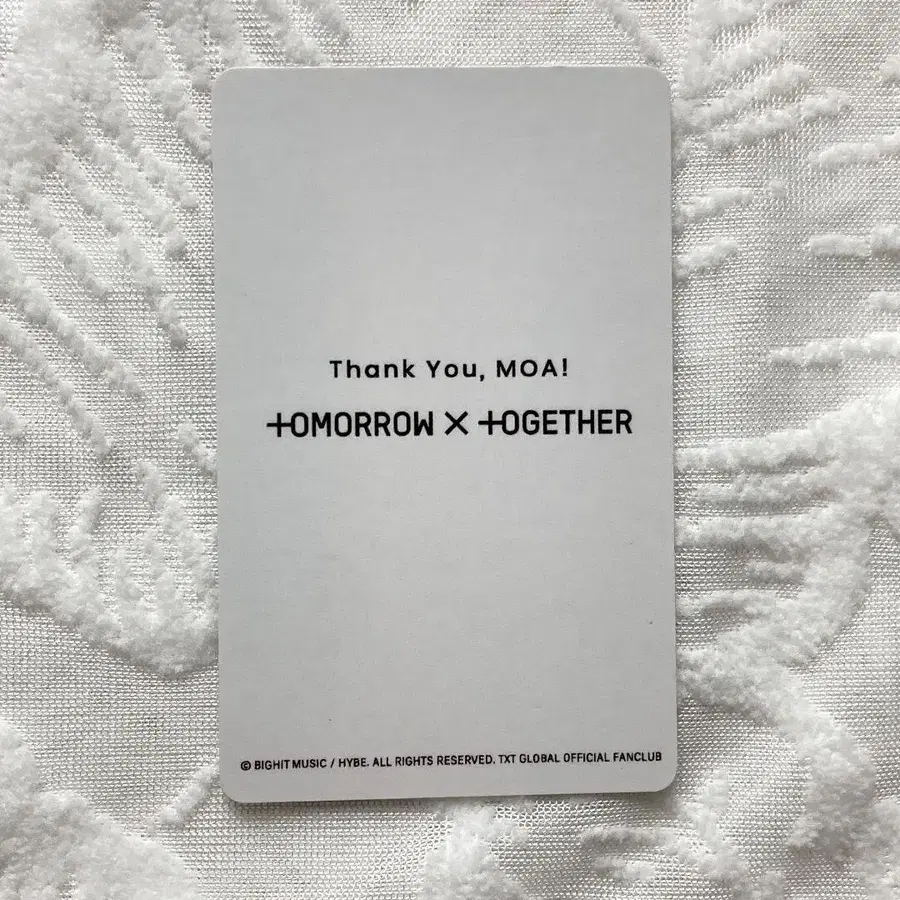 Thank You, MOA!
TOMORROW X TOGETHER
© BIGHIT MUSIC / HYBE. ALL RIGHTS RESERVED. TXT GLOBAL OFFICIAL FANCLUB